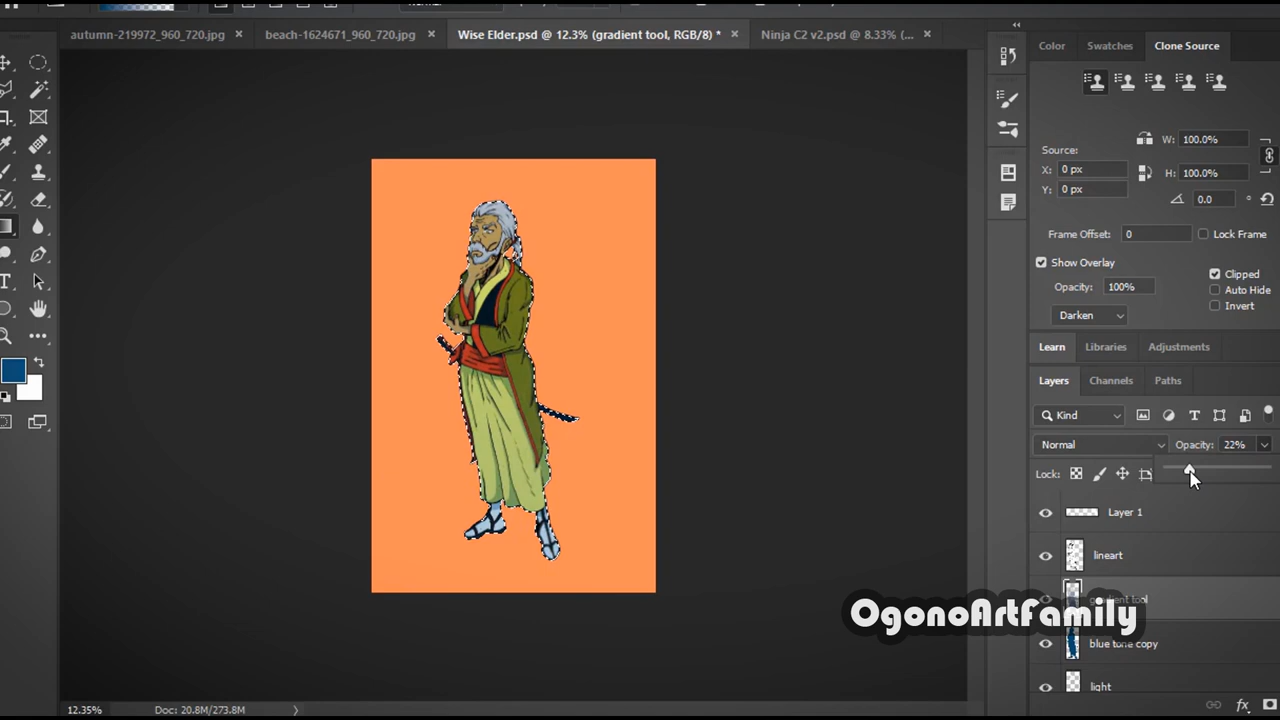 autumn-219972_960_720.jpg × beach-1624671_960_720.jpg × Wise Elder.psd @ 12.3% (gradient tool, RGB/8) * × Ninja C2 v2.psd @ 8.33% (... ×
Color Swatches Clone Source
Source:
W: 100.0%
X: 0 px
H: 100.0%
Y: 0 px
0.0 °
Frame Offset: 0 Lock Frame
Show Overlay
Clipped
Opacity: 100%
Auto Hide
Invert
Darken
Learn Libraries Adjustments
Layers Channels Paths
Kind
Normal Opacity: 22%
Lock:
Layer 1
lineart
gradient tool
OgonoArtFamily
blue tone copy
light
fx
12.35% Doc: 20.8M/273.8M